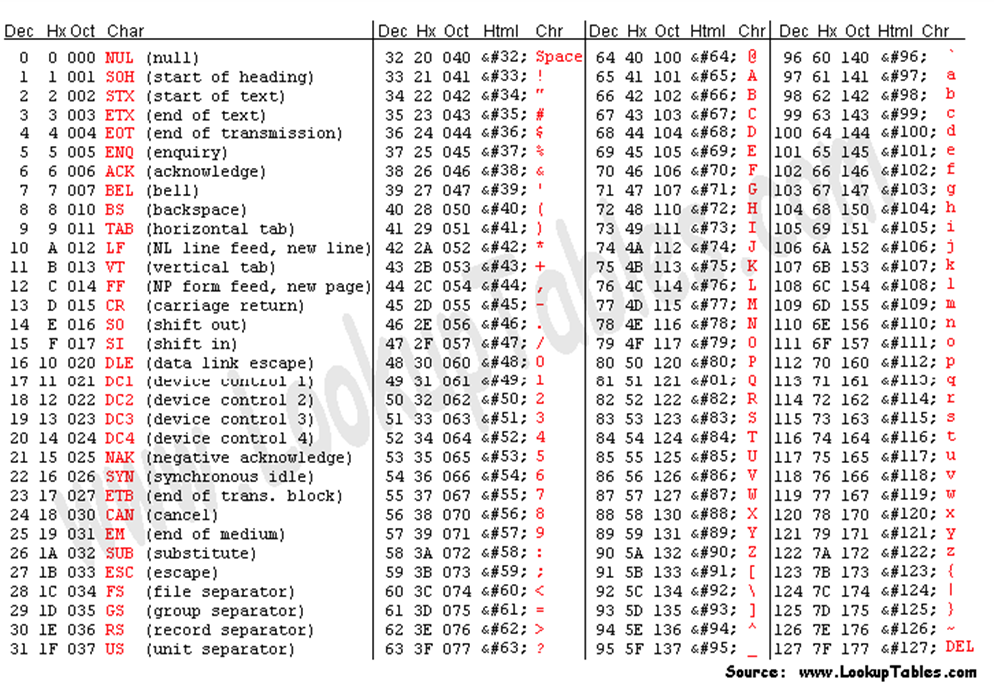 Dec Hx Oct Char Dec Hx Oct Html Chr Dec Hx Oct Html Chr Dec Hx Oct Html Chr
0 0 000 NUL (null) 32 20 040 &#32; Space 64 40 100 &#64; @ 96 60 140 &#96; `
1 1 001 SOH (start of heading) 33 21 041 &#33; ! 65 41 101 &#65; A 97 61 141 &#97; a
2 2 002 STX (start of text) 34 22 042 &#34; " 66 42 102 &#66; B 98 62 142 &#98; b
3 3 003 ETX (end of text) 35 23 043 &#35; # 67 43 103 &#67; C 99 63 143 &#99; c
4 4 004 EOT (end of transmission) 36 24 044 &#36; $ 68 44 104 &#68; D 100 64 144 &#100; d
5 5 005 ENQ (enquiry) 37 25 045 &#37; % 69 45 105 &#69; E 101 65 145 &#101; e
6 6 006 ACK (acknowledge) 38 26 046 &#38; & 70 46 106 &#70; F 102 66 146 &#102; f
7 7 007 BEL (bell) 39 27 047 &#39; ' 71 47 107 &#71; G 103 67 147 &#103; g
8 8 010 BS (backspace) 40 28 050 &#40; ( 72 48 110 &#72; H 104 68 150 &#104; h
9 9 011 TAB (horizontal tab) 41 29 051 &#41; ) 73 49 111 &#73; I 105 69 151 &#105; i
10 A 012 LF (NL line feed, new line) 42 2A 052 &#42; * 74 4A 112 &#74; J 106 6A 152 &#106; j
11 B 013 VT (vertical tab) 43 2B 053 &#43; + 75 4B 113 &#75; K 107 6B 153 &#107; k
12 C 014 FF (NP form feed, new page) 44 2C 054 &#44; , 76 4C 114 &#76; L 108 6C 154 &#108; l
13 D 015 CR (carriage return) 45 2D 055 &#45; - 77 4D 115 &#77; M 109 6D 155 &#109; m
14 E 016 SO (shift out) 46 2E 056 &#46; . 78 4E 116 &#78; N 110 6E 156 &#110; n
15 F 017 SI (shift in) 47 2F 057 &#47; / 79 4F 117 &#79; O 111 6F 157 &#111; o
16 10 020 DLE (data link escape) 48 30 060 &#48; 0 80 50 120 &#80; P 112 70 160 &#112; p
17 11 021 DC1 (device control 1) 49 31 061 &#49; 1 81 51 121 &#81; Q 113 71 161 &#113; q
18 12 022 DC2 (device control 2) 50 32 062 &#50; 2 82 52 122 &#82; R 114 72 162 &#114; r
19 13 023 DC3 (device control 3) 51 33 063 &#51; 3 83 53 123 &#83; S 115 73 163 &#115; s
20 14 024 DC4 (device control 4) 52 34 064 &#52; 4 84 54 124 &#84; T 116 74 164 &#116; t
21 15 025 NAK (negative acknowledge) 53 35 065 &#53; 5 85 55 125 &#85; U 117 75 165 &#117; u
22 16 026 SYN (synchronous idle) 54 36 066 &#54; 6 86 56 126 &#86; V 118 76 166 &#118; v
23 17 027 ETB (end of trans. block) 55 37 067 &#55; 7 87 57 127 &#87; W 119 77 167 &#119; w
24 18 030 CAN (cancel) 56 38 070 &#56; 8 88 58 130 &#88; X 120 78 170 &#120; x
25 19 031 EM (end of medium) 57 39 071 &#57; 9 89 59 131 &#89; Y 121 79 171 &#121; y
26 1A 032 SUB (substitute) 58 3A 072 &#58; : 90 5A 132 &#90; Z 122 7A 172 &#122; z
27 1B 033 ESC (escape) 59 3B 073 &#59; ; 91 5B 133 &#91; [ 123 7B 173 &#123; {
28 1C 034 FS (file separator) 60 3C 074 &#60; < 92 5C 134 &#92; \ 124 7C 174 &#124; |
29 1D 035 GS (group separator) 61 3D 075 &#61; = 93 5D 135 &#93; ] 125 7D 175 &#125; }
30 1E 036 RS (record separator) 62 3E 076 &#62; > 94 5E 136 &#94; ^ 126 7E 176 &#126; ~
31 1F 037 US (unit separator) 63 3F 077 &#63; ? 95 5F 137 &#95; _ 127 7F 177 &#127; DEL
Source: www.LookupTables.com
www.LookupTables.com